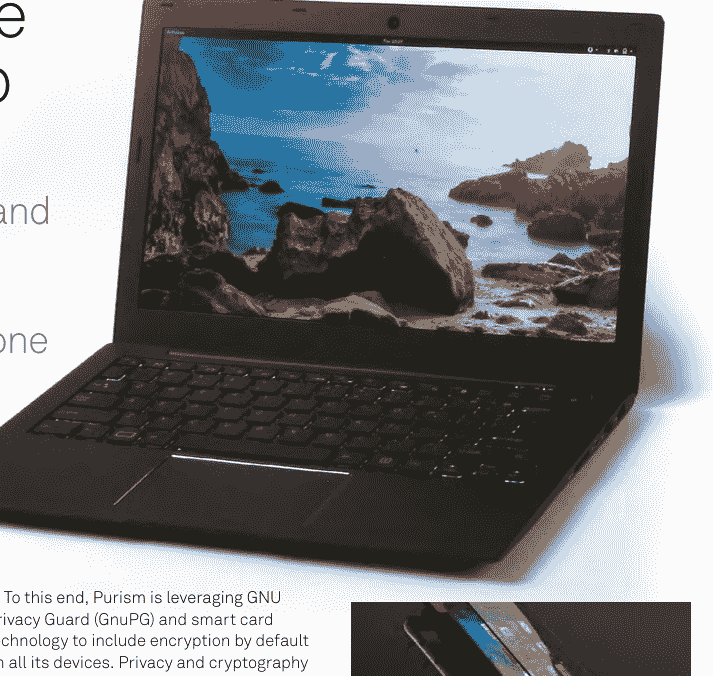 e
p
and
one
To this end, Purism is leveraging GNU
rivacy Guard (GnuPG) and smart card
echnology to include encryption by default
n all its devices. Privacy and cryptography